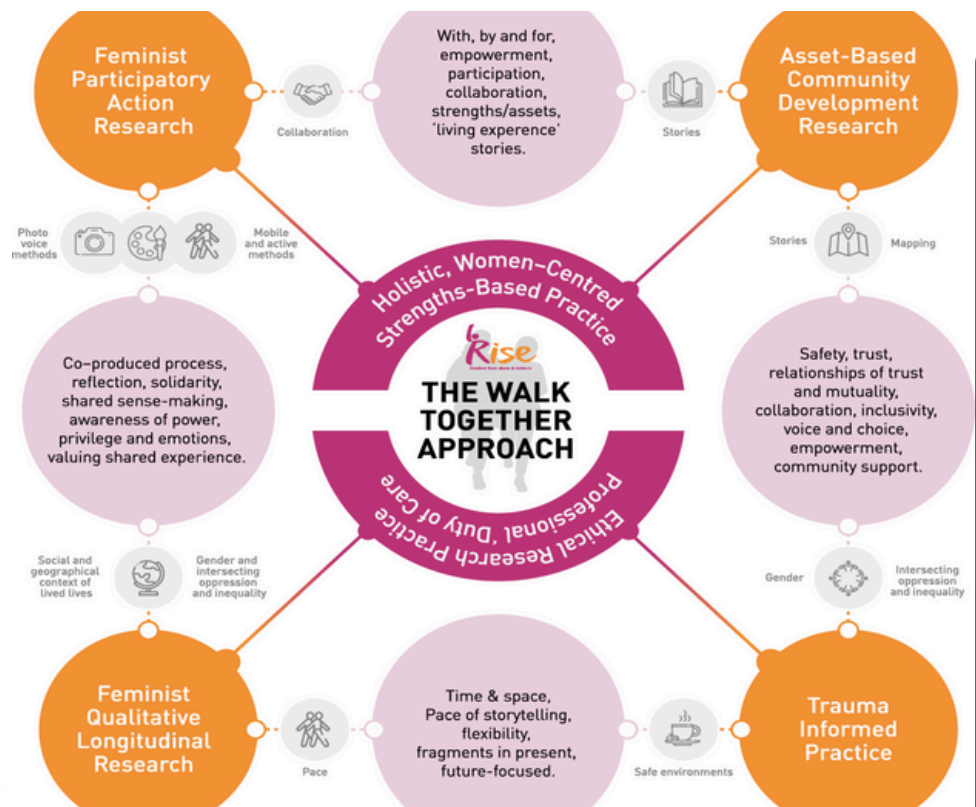 Feminist
Participatory
Action
Research
Collaboration
With, by and for,
empowerment,
participation,
collaboration,
strengths/assets,
‘living experence’
stories.
Stories
Asset-Based
Community
Development
Research
Photo
voice
methods
Mobile
and active
methods
Stories
Mapping
Holistic, Women–Centred
Strengths-Based Practice
Rise
THE WALK
TOGETHER
APPROACH
Professional ‘Duty of Care
Ethical Research Practice
Co–produced process,
reflection, solidarity,
shared sense-making,
awareness of power,
privilege and emotions,
valuing shared experience.
Safety, trust,
relationships of trust
and mutuality,
collaboration, inclusivity,
voice and choice,
empowerment,
community support.
Social and
geographical
context of
lived lives
Gender and
intersecting
oppression
and inequality
Gender
Intersecting
oppression
and inequality
Feminist
Qualitative
Longitudinal
Research
Pace
Time & space,
Pace of storytelling,
flexibility,
fragments in present,
future-focused.
Safe environments
Trauma
Informed
Practice